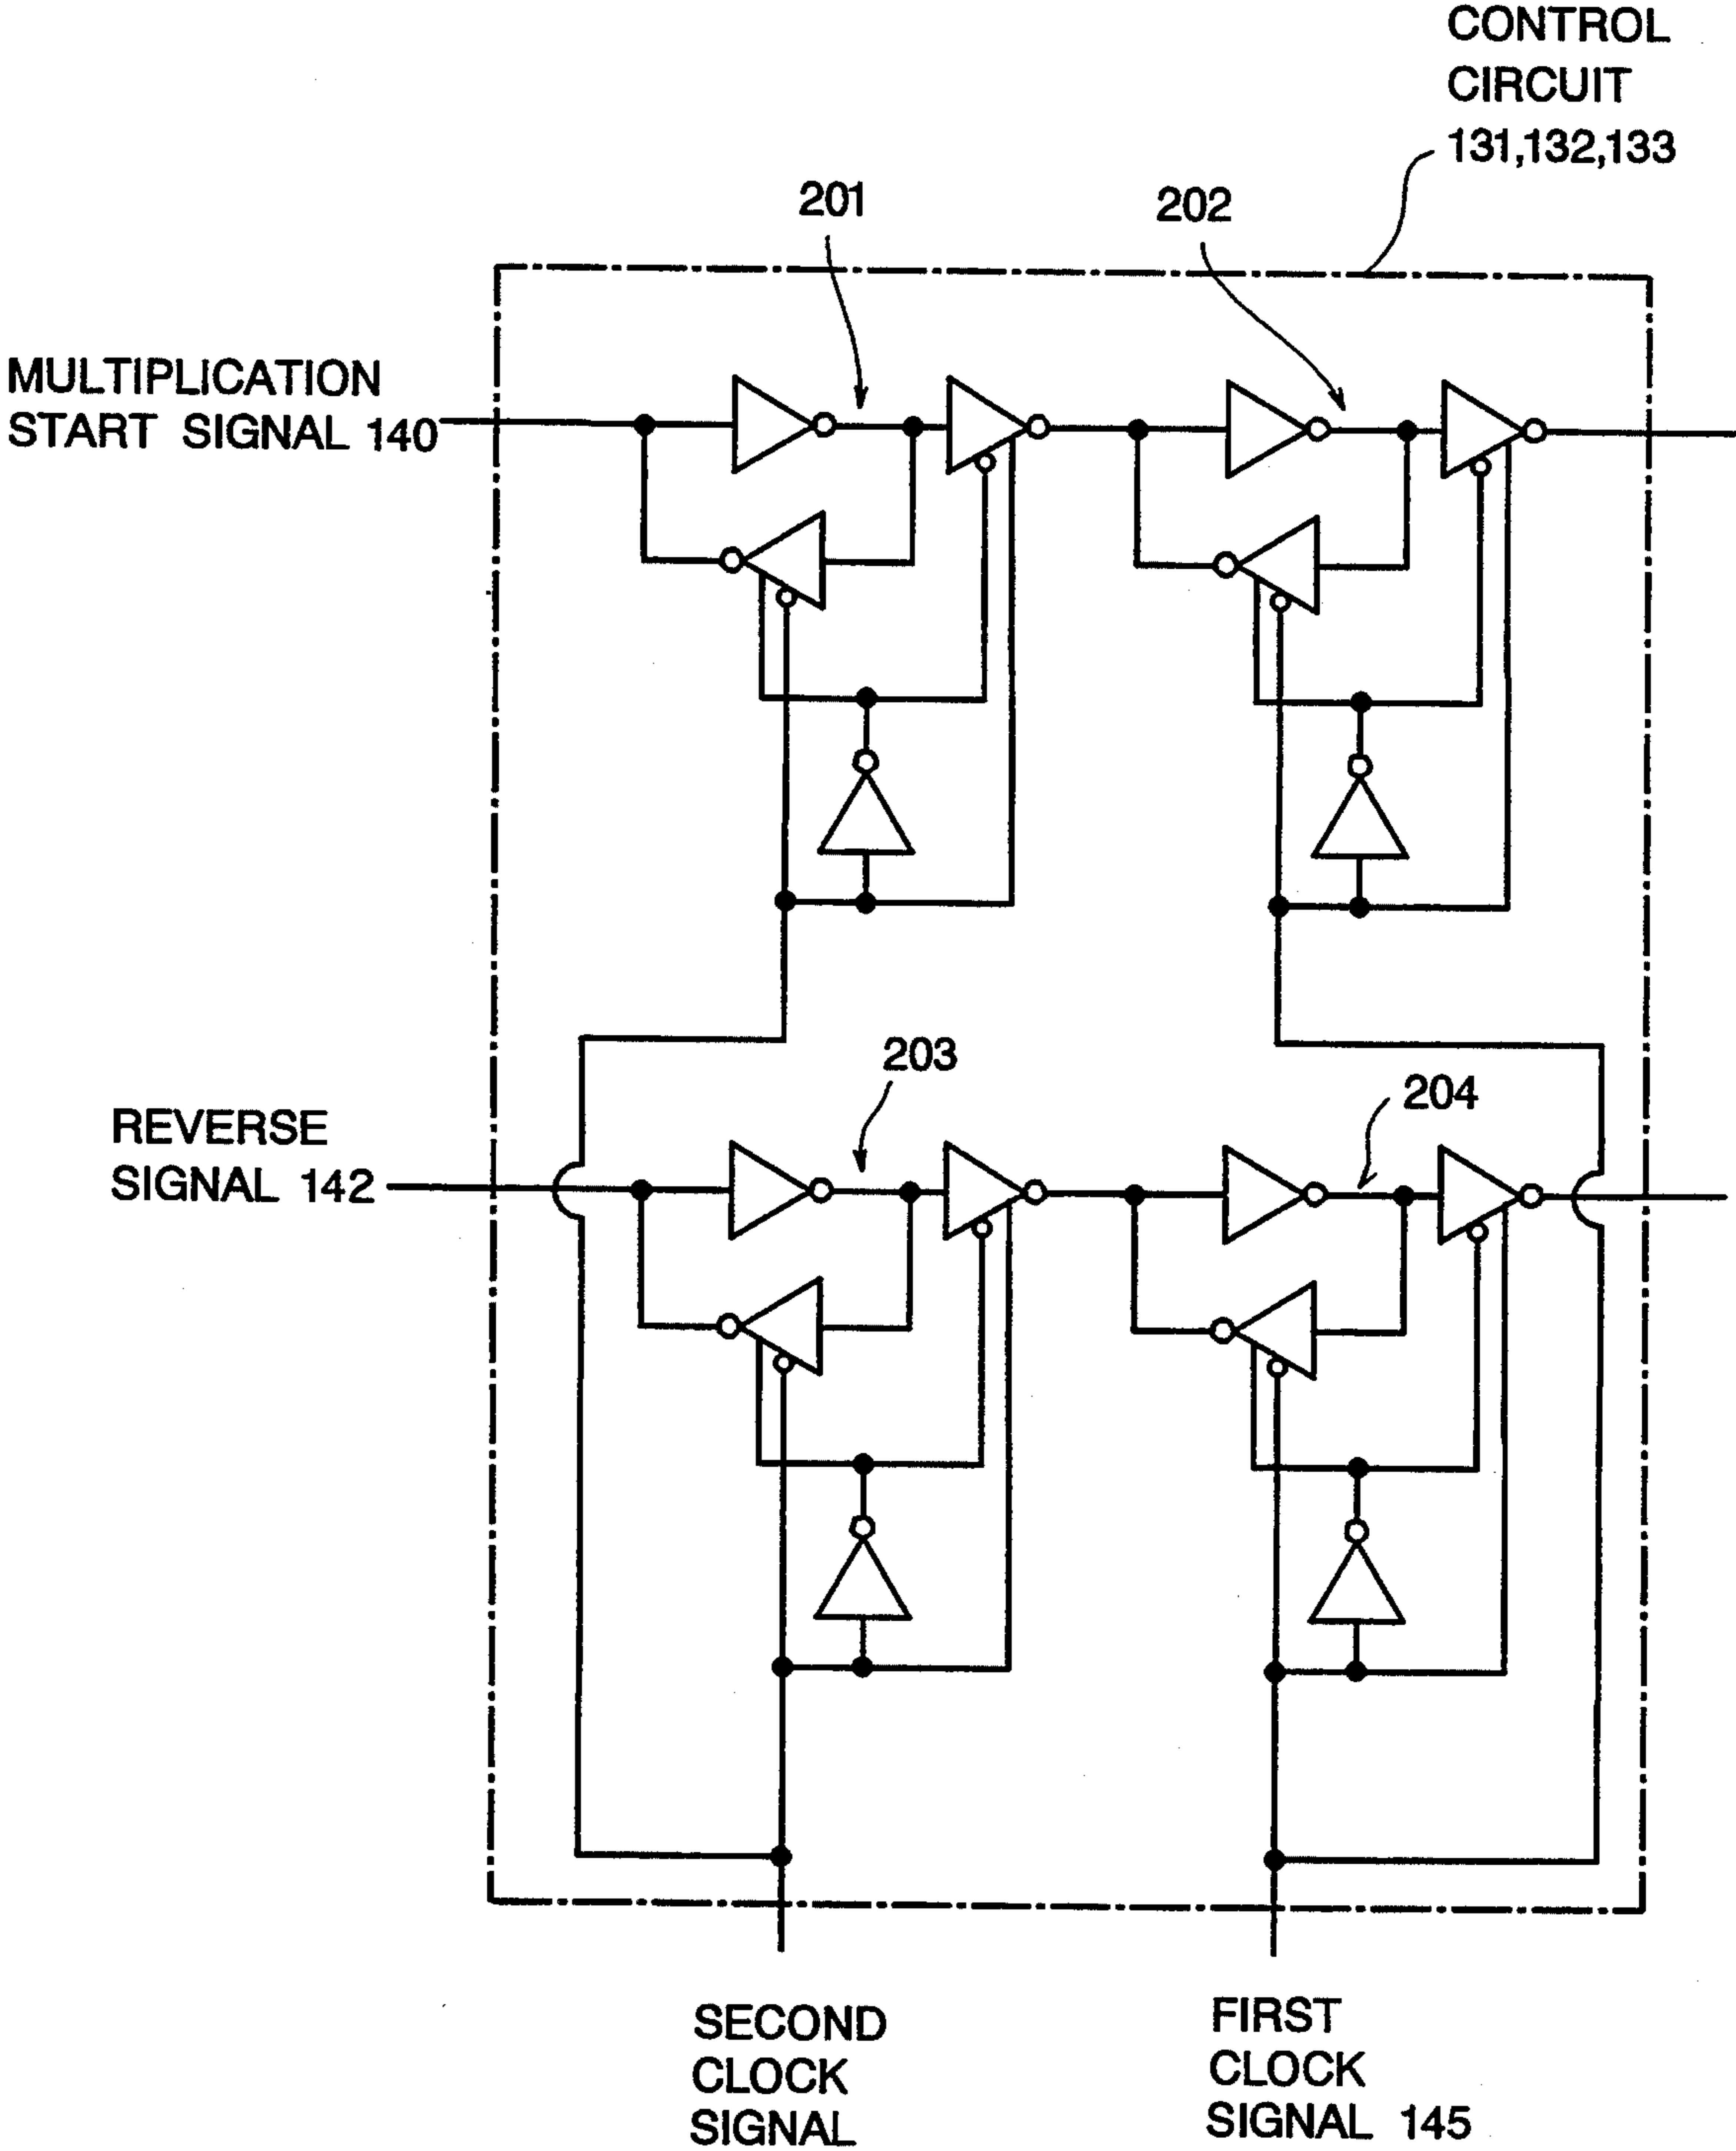 CONTROL
CIRCUIT
131,132,133
201
202
MULTIPLICATION
START SIGNAL 140
203
204
REVERSE
SIGNAL 142
SECOND
CLOCK
SIGNAL
FIRST
CLOCK
SIGNAL 145